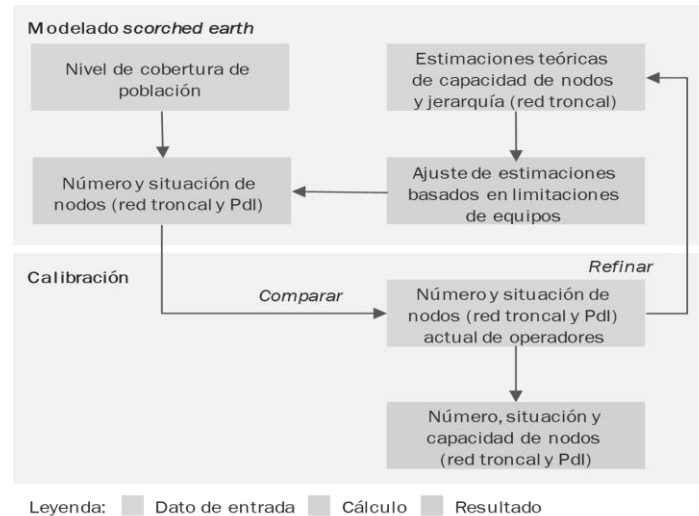 Modelado scorched earth
Nivel de cobertura de
población
Estimaciones teóricas
de capacidad de nodos
y jerarquía (red troncal)
Número y situación de
nodos (red troncal y PdI)
Ajuste de estimaciones
basados en limitaciones
de equipos
Calibración
Refinar
Comparar
Número y situación de
nodos (red troncal y PdI)
actual de operadores
Número, situación y
capacidad de nodos
(red troncal y PdI)
Leyenda: Dato de entrada Cálculo Resultado